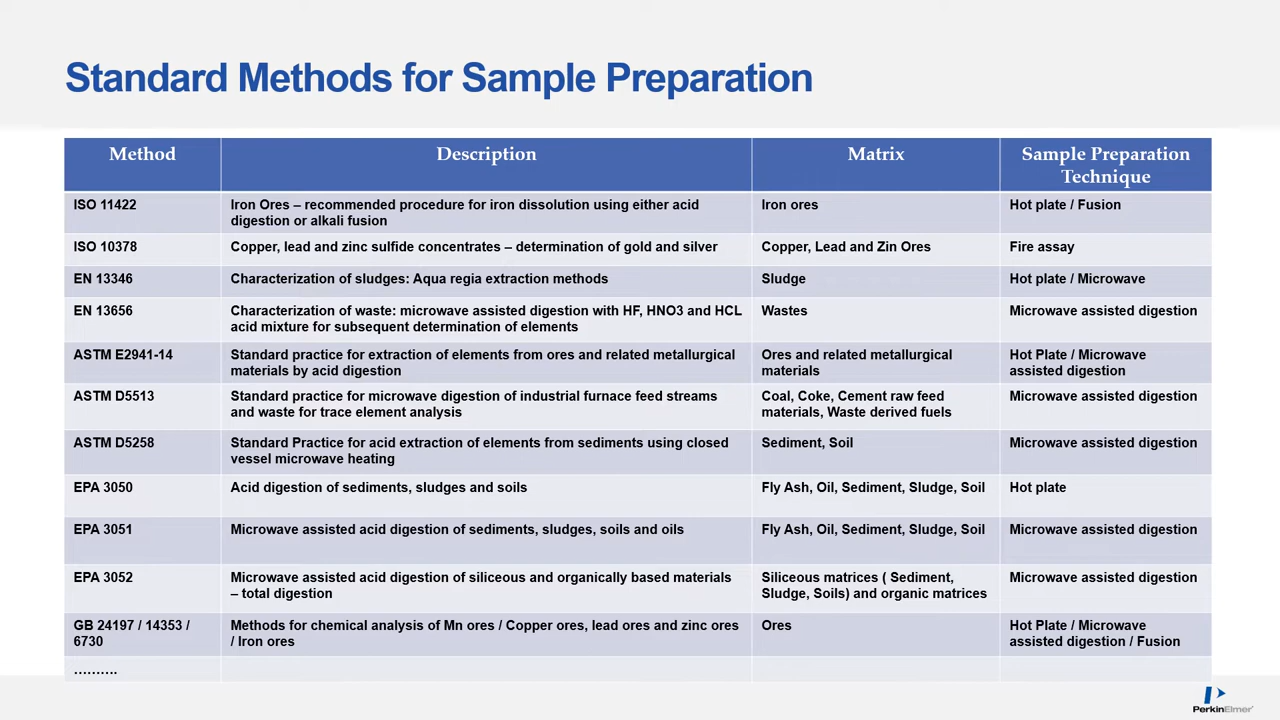 Standard Methods for Sample Preparation
Method
Description
Matrix
Sample Preparation
Technique
ISO 11422
Iron Ores – recommended procedure for iron dissolution using either acid
digestion or alkali fusion
Iron ores
Hot plate / Fusion
ISO 10378
Copper, lead and zinc sulfide concentrates – determination of gold and silver
Copper, Lead and Zin Ores
Fire assay
EN 13346
Characterization of sludges: Aqua regia extraction methods
Sludge
Hot plate / Microwave
EN 13656
Characterization of waste: microwave assisted digestion with HF, HNO3 and HCL
acid mixture for subsequent determination of elements
Wastes
Microwave assisted digestion
ASTM E2941-14
Standard practice for extraction of elements from ores and related metallurgical
materials by acid digestion
Ores and related metallurgical
materials
Hot Plate / Microwave
assisted digestion
ASTM D5513
Standard practice for microwave digestion of industrial furnace feed streams
and waste for trace element analysis
Coal, Coke, Cement raw feed
materials, Waste derived fuels
Microwave assisted digestion
ASTM D5258
Standard Practice for acid extraction of elements from sediments using closed
vessel microwave heating
Sediment, Soil
Microwave assisted digestion
EPA 3050
Acid digestion of sediments, sludges and soils
Fly Ash, Oil, Sediment, Sludge, Soil
Hot plate
EPA 3051
Microwave assisted acid digestion of sediments, sludges, soils and oils
Fly Ash, Oil, Sediment, Sludge, Soil
Microwave assisted digestion
EPA 3052
Microwave assisted acid digestion of siliceous and organically based materials
– total digestion
Siliceous matrices ( Sediment,
Sludge, Soils) and organic matrices
Microwave assisted digestion
GB 24197 / 14353 /
6730
Methods for chemical analysis of Mn ores / Copper ores, lead ores and zinc ores
/ Iron ores
Ores
Hot Plate / Microwave
assisted digestion / Fusion
……….
PerkinElmer